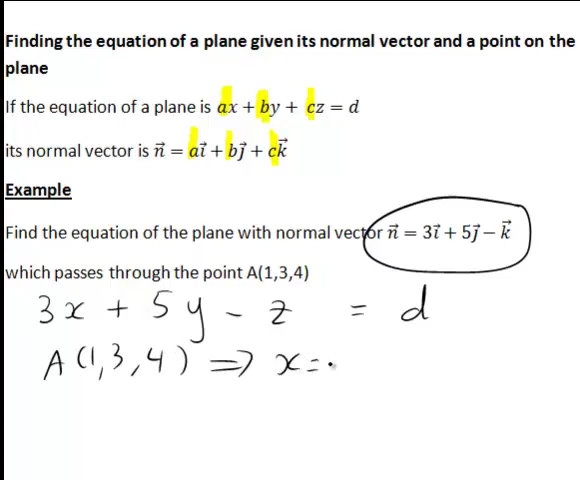 Finding the equation of a plane given its normal vector and a point on the
plane
If the equation of a plane is ax + by + cz = d
its normal vector is n⃗ = ai⃗ + bj⃗ + ck⃗
Example
Find the equation of the plane with normal vector n⃗ = 3i⃗ + 5j⃗ − k⃗
which passes through the point A(1,3,4)
3x + 5y - z = d
A(1,3,4) ⇒ x=